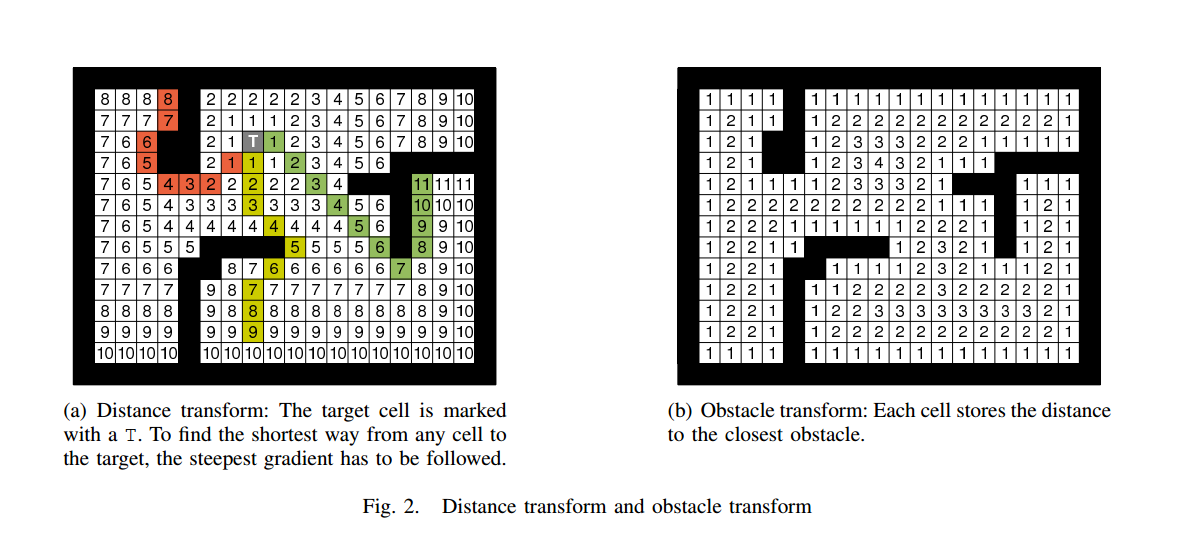 8 8 8 8 2 2 2 2 2 3 4 5 6 7 8 9 10
7 7 7 7 2 1 1 1 2 3 4 5 6 7 8 9 10
7 6 6 2 1 T 1 2 3 4 5 6 7 8 9 10
7 6 5 2 1 1 1 2 3 4 5 6
7 6 5 4 3 2 2 2 2 2 3 4 11 11 11
7 6 5 4 3 3 3 3 3 3 3 4 5 6 10 10 10
7 6 5 4 4 4 4 4 4 4 4 4 5 6 9 9 10
7 6 5 5 5 5 5 5 5 6 8 9 10
7 6 6 6 8 7 6 6 6 6 6 6 7 8 9 10
7 7 7 7 9 8 7 7 7 7 7 7 7 7 8 9 10
8 8 8 8 9 8 8 8 8 8 8 8 8 8 8 9 10
9 9 9 9 9 9 9 9 9 9 9 9 9 9 9 9 10
10 10 10 10 10 10 10 10 10 10 10 10 10 10 10 10 10
(a) Distance transform: The target cell is marked
with a T. To find the shortest way from any cell to
the target, the steepest gradient has to be followed.
1 1 1 1 1 1 1 1 1 1 1 1 1 1 1 1 1
1 2 1 1 1 2 2 2 2 2 2 2 2 2 2 2 1
1 2 1 1 2 3 3 3 2 2 2 1 1 1 1 1
1 2 1 1 2 3 4 3 2 1 1 1
1 2 1 1 1 1 2 3 3 3 2 1 1 1 1
1 2 2 2 2 2 2 2 2 2 2 1 1 1 1 2 1
1 2 2 2 1 1 1 1 1 1 2 2 2 1 1 2 1
1 2 2 1 1 1 2 3 2 1 1 2 1
1 2 2 1 1 1 1 1 2 3 2 1 1 1 2 1
1 2 2 1 1 1 2 2 2 2 3 2 2 2 2 2 1
1 2 2 1 1 2 2 3 3 3 3 3 3 3 3 2 1
1 2 2 1 1 2 2 2 2 2 2 2 2 2 2 2 1
1 1 1 1 1 1 1 1 1 1 1 1 1 1 1 1 1
(b) Obstacle transform: Each cell stores the distance
to the closest obstacle.
Fig. 2. Distance transform and obstacle transform